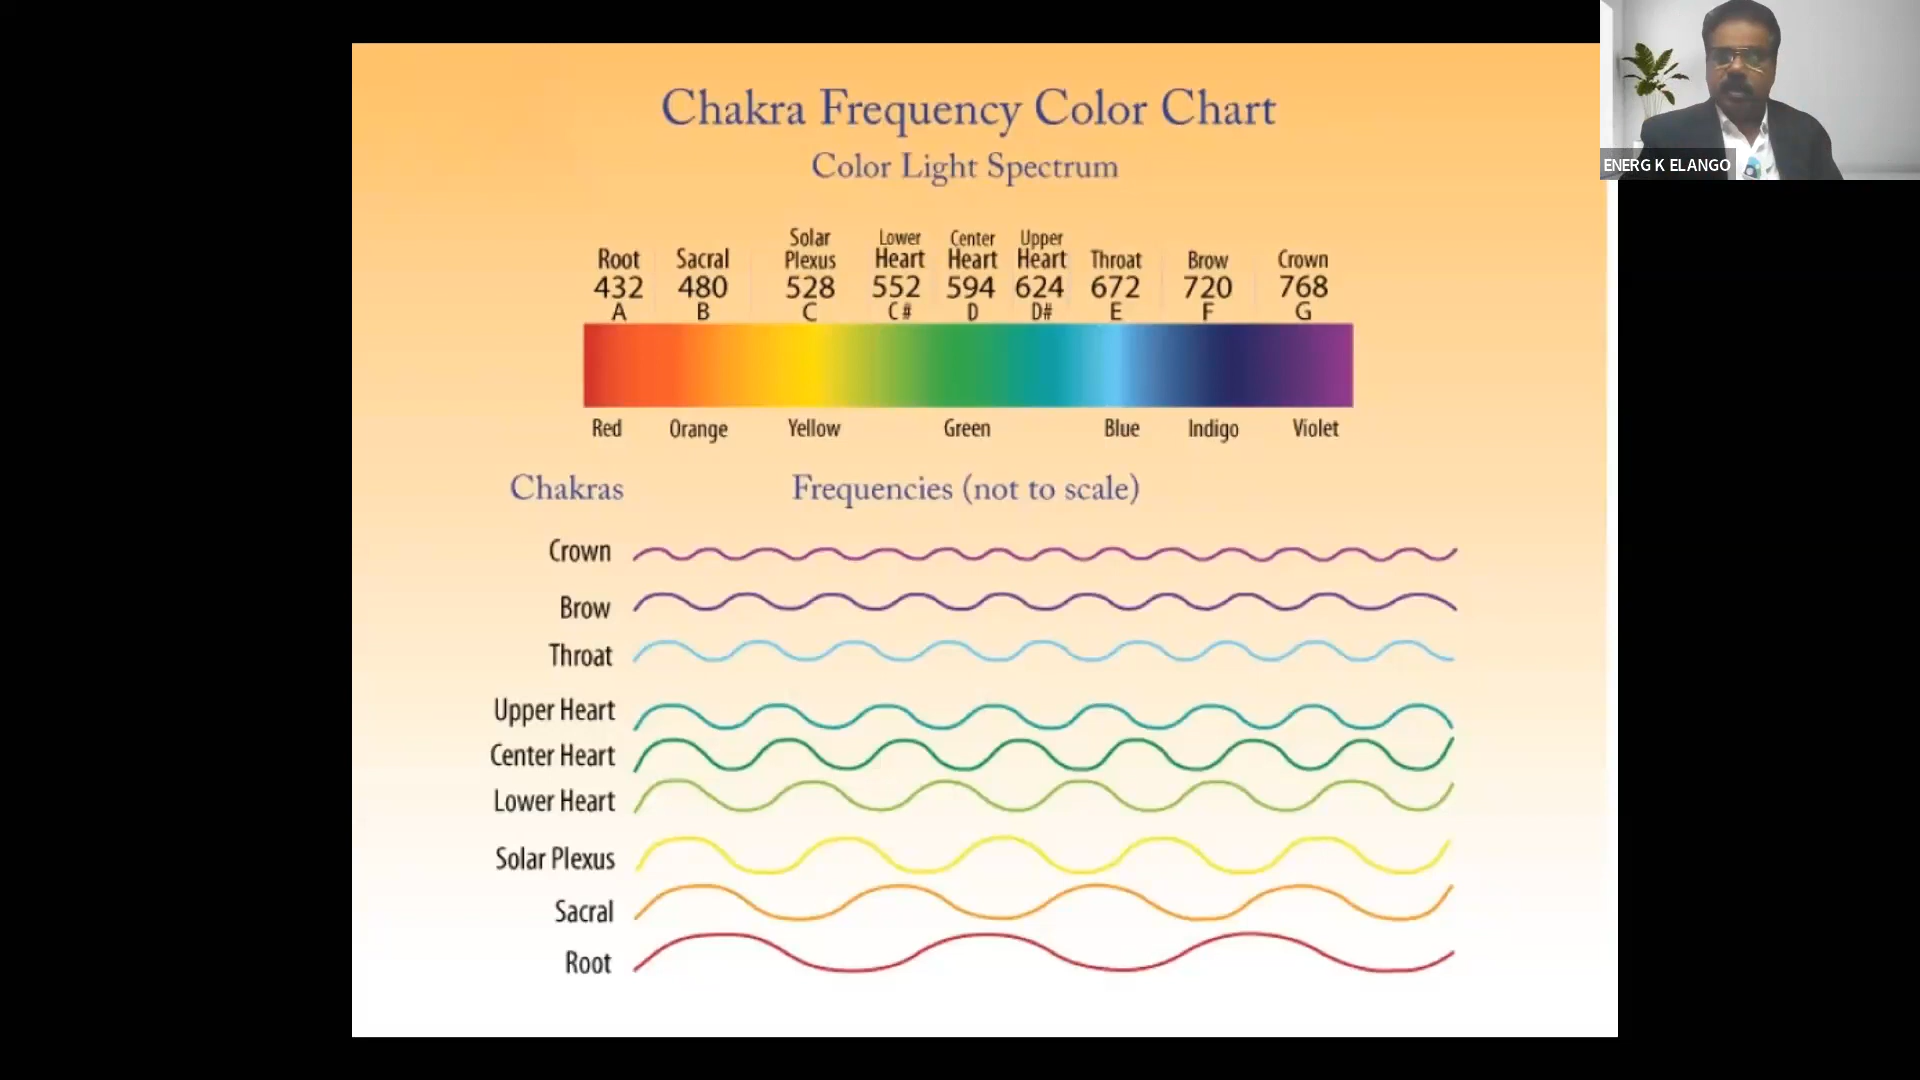 Chakra Frequency Color Chart
Color Light Spectrum
ENERG K ELANGO
Solar Lower Center Upper
Root Sacral Plexus Heart Heart Heart Throat Brow Crown
432 480 528 552 594 624 672 720 768
A B C C# D D# E F G
Red Orange Yellow Green Blue Indigo Violet
Chakras Frequencies (not to scale)
Crown
Brow
Throat
Upper Heart
Center Heart
Lower Heart
Solar Plexus
Sacral
Root